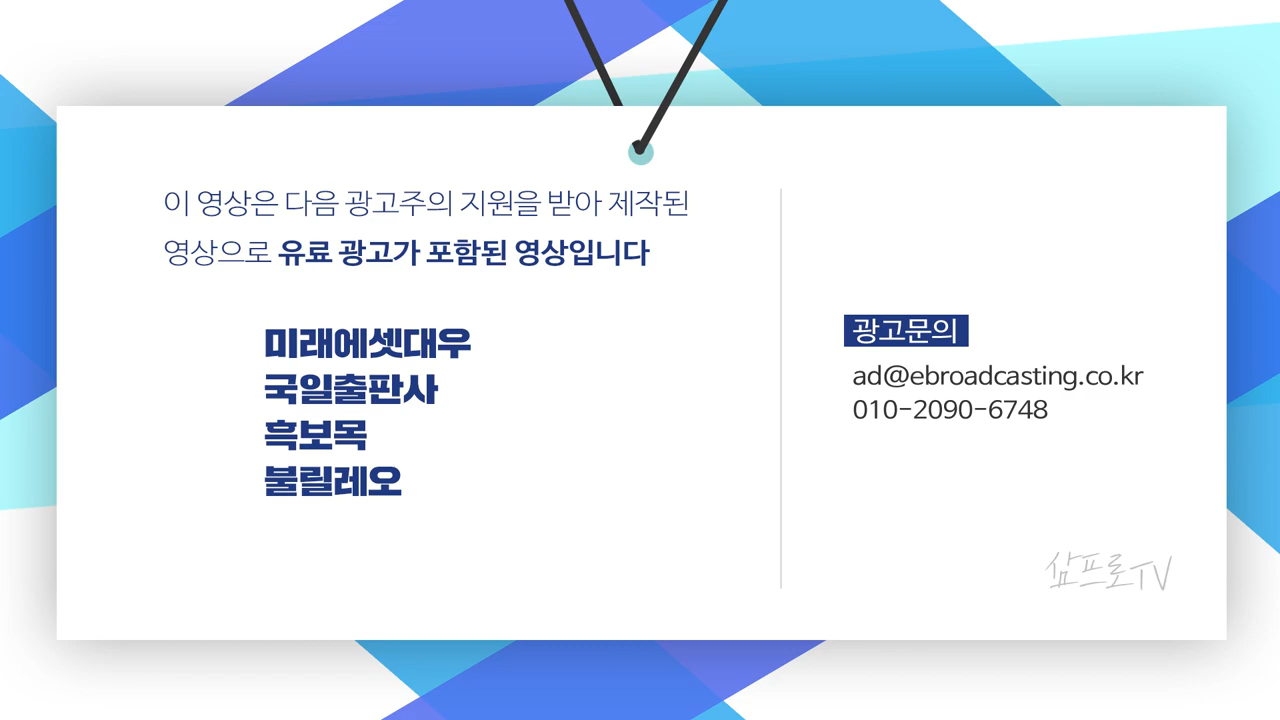 이 영상은 다음 광고주의 지원을 받아 제작된
영상으로 유료 광고가 포함된 영상입니다
미래에셋대우
국일출판사
흑보목
불릴레오
광고문의
ad@ebroadcasting.co.kr
010-2090-6748
삼프로TV